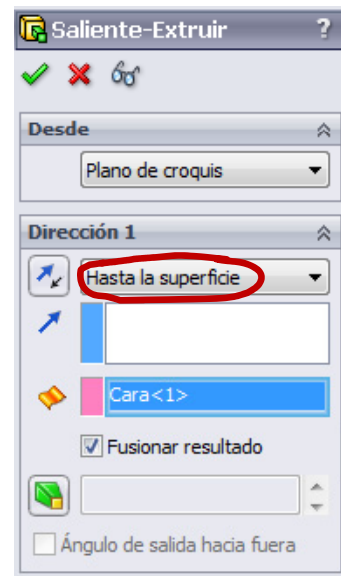 Saliente-Extruir ?
Desde
Plano de croquis
Dirección 1
Hasta la superficie
Cara<1>
Fusionar resultado
Ángulo de salida hacia fuera